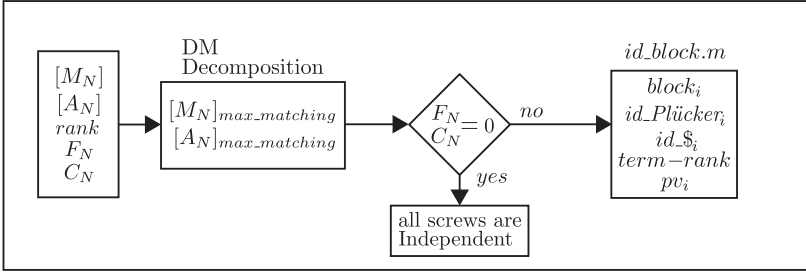 [M_N]
[A_N]
rank
F_N
C_N
DM
Decomposition
[M_N]_max_matching
[A_N]_max_matching
F_N
C_N = 0
no
yes
all screws are
Independent
id_block.m
block_i
id_Plücker_i
id_$_i
term−rank
pv_i